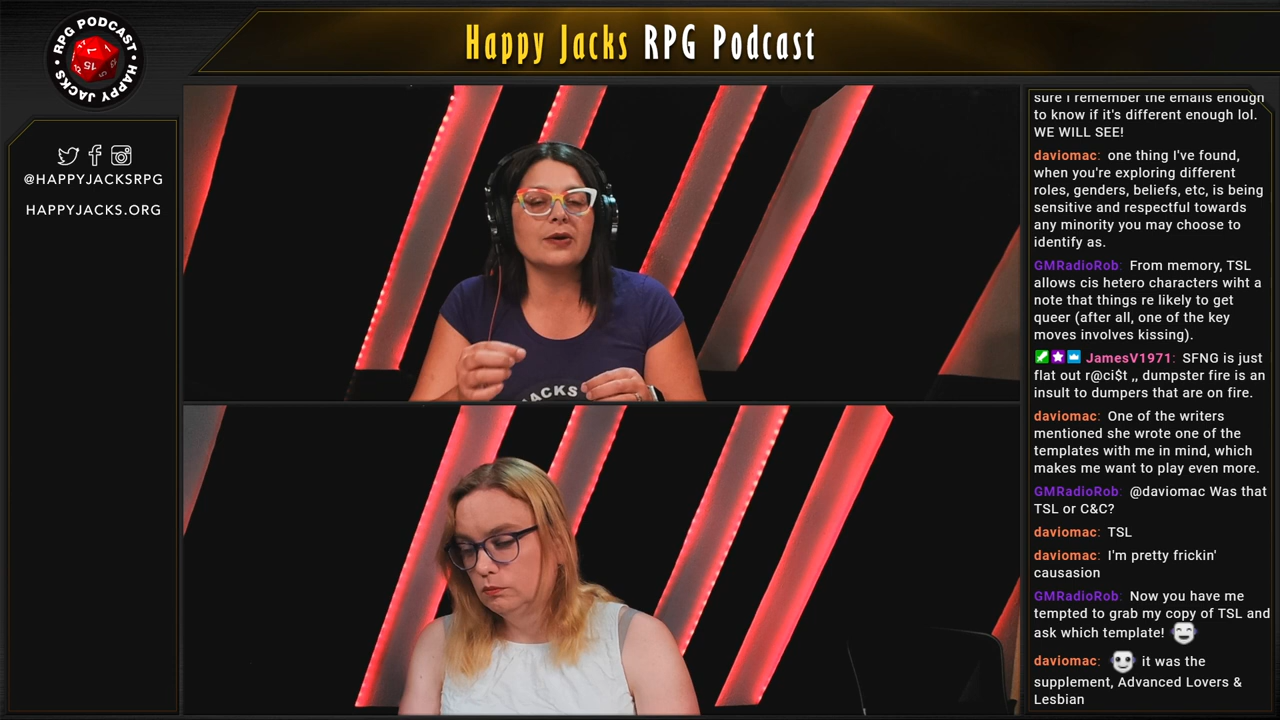 Happy Jacks RPG Podcast
RPG PODCAST
HAPPY JACKS
15
@HAPPYJACKSRPG
HAPPYJACKS.ORG
ACKS
sure I remember the emails enough
to know if it's different enough lol.
WE WILL SEE!
daviomac: one thing I've found,
when you're exploring different
roles, genders, beliefs, etc, is being
sensitive and respectful towards
any minority you may choose to
identify as.
GMRadioRob: From memory, TSL
allows cis hetero characters wiht a
note that things re likely to get
queer (after all, one of the key
moves involves kissing).
JamesV1971: SFNG is just
flat out r@ci$t ,, dumpster fire is an
insult to dumpers that are on fire.
daviomac: One of the writers
mentioned she wrote one of the
templates with me in mind, which
makes me want to play even more.
GMRadioRob: @daviomac Was that
TSL or C&C?
daviomac: TSL
daviomac: I'm pretty frickin'
causasion
GMRadioRob: Now you have me
tempted to grab my copy of TSL and
ask which template!
daviomac: it was the
supplement, Advanced Lovers &
Lesbian